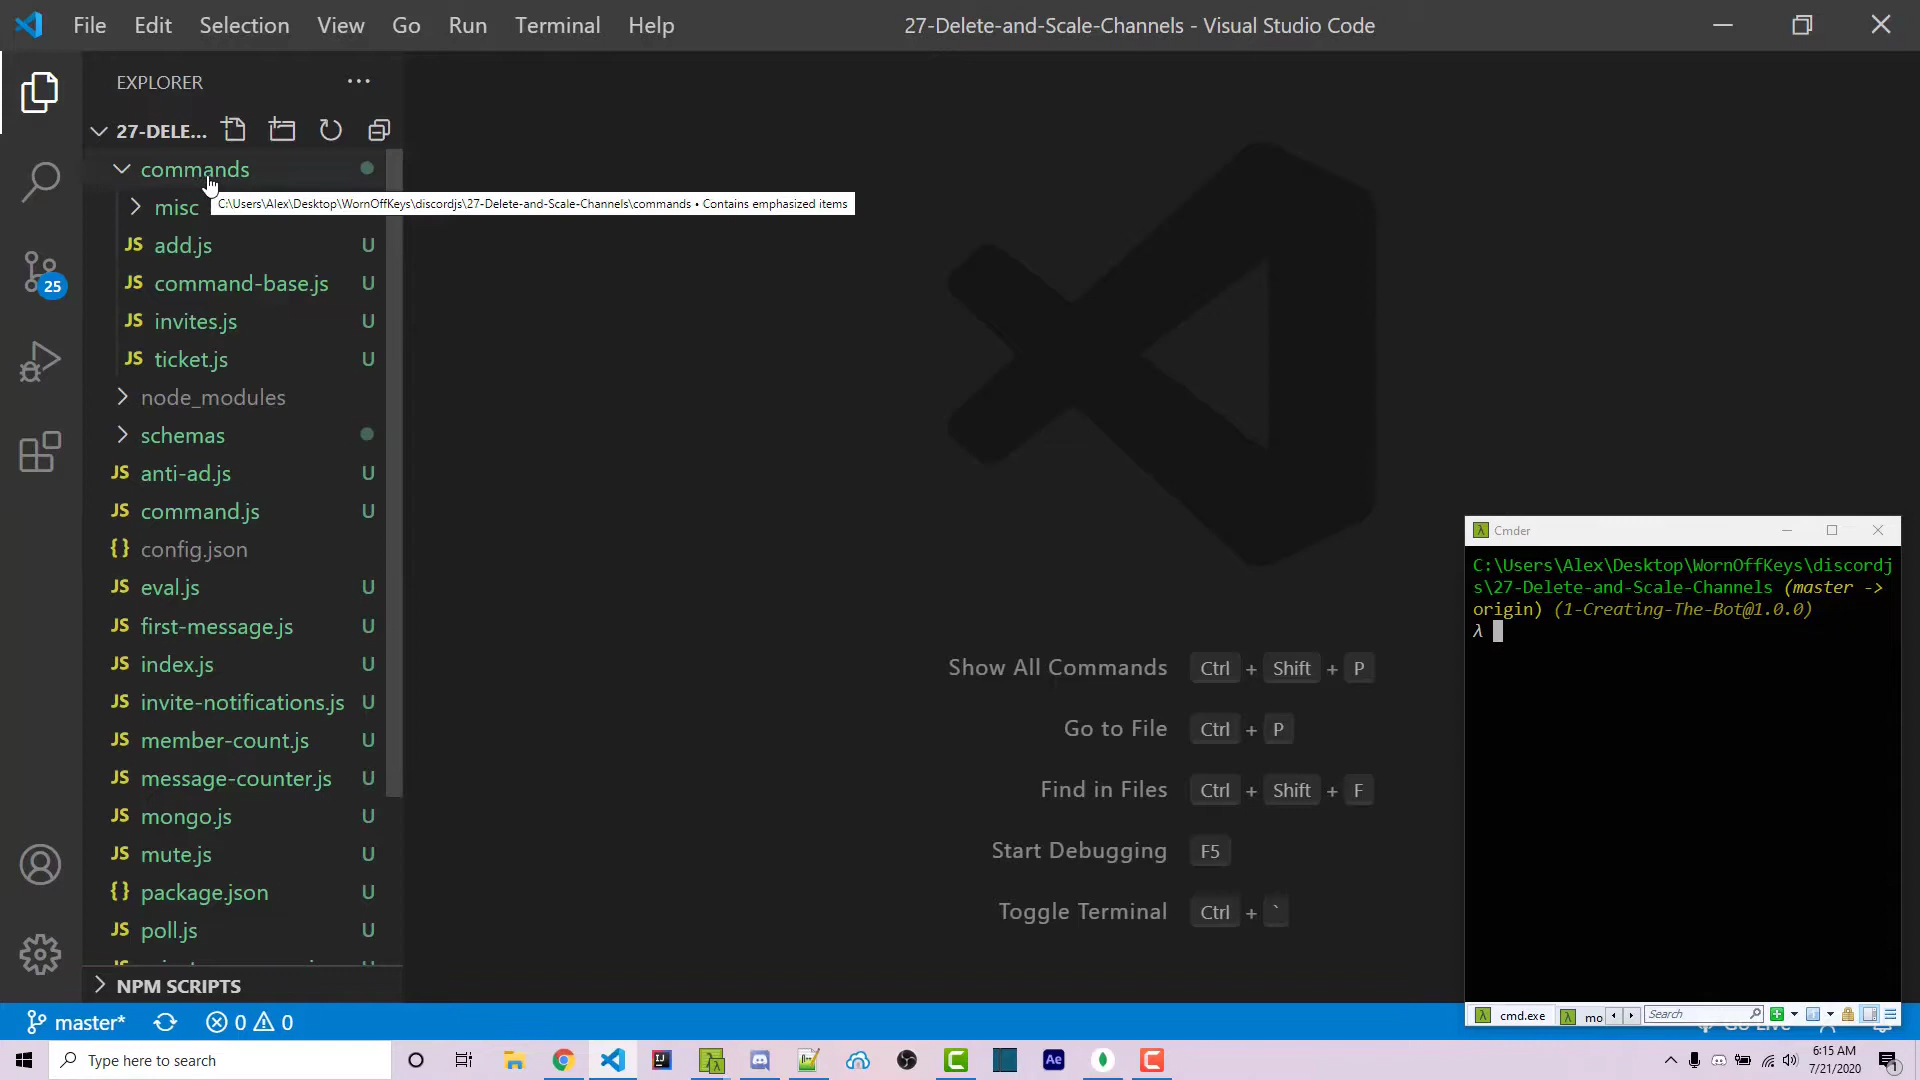 File Edit Selection View Go Run Terminal Help
27-Delete-and-Scale-Channels - Visual Studio Code
EXPLORER
27-DELE...
commands
C:\Users\Alex\Desktop\WornOffKeys\discordjs\27-Delete-and-Scale-Channels\commands • Contains emphasized items
misc
JS add.js U
JS command-base.js U
25
JS invites.js U
JS ticket.js U
node_modules
schemas
JS anti-ad.js U
JS command.js U
{} config.json
JS eval.js U
JS first-message.js U
JS index.js U
JS invite-notifications.js U
JS member-count.js U
JS message-counter.js U
JS mongo.js U
JS mute.js U
{} package.json U
JS poll.js U
NPM SCRIPTS
Show All Commands Ctrl + Shift + P
Go to File Ctrl + P
Find in Files Ctrl + Shift + F
Start Debugging F5
Toggle Terminal Ctrl + `
λ Cmder
C:\Users\Alex\Desktop\WornOffKeys\discordj
s\27-Delete-and-Scale-Channels (master ->
origin) (1-Creating-The-Bot@1.0.0)
λ
cmd.exe mo Search
master* 0 0
Type here to search
Ae
6:15 AM
7/21/2020
1